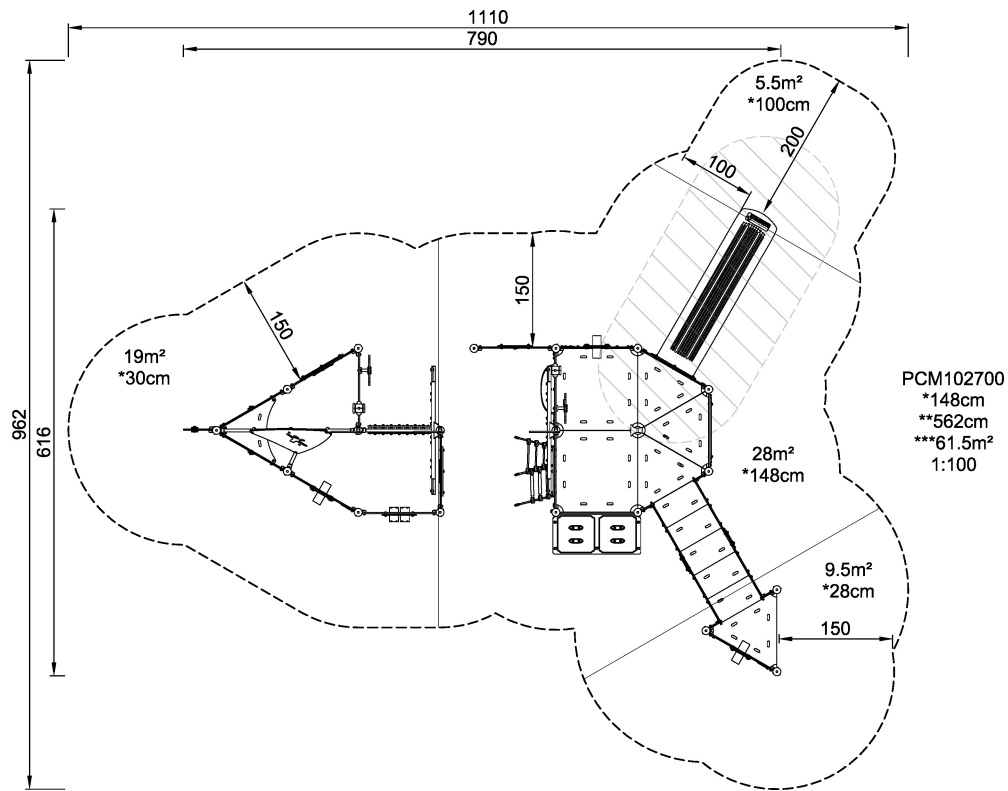 1110
790
5.5m²
*100cm
200
100
150
150
19m²
*30cm
962
616
PCM102700
*148cm
**562cm
***61.5m²
1:100
28m²
*148cm
9.5m²
*28cm
150